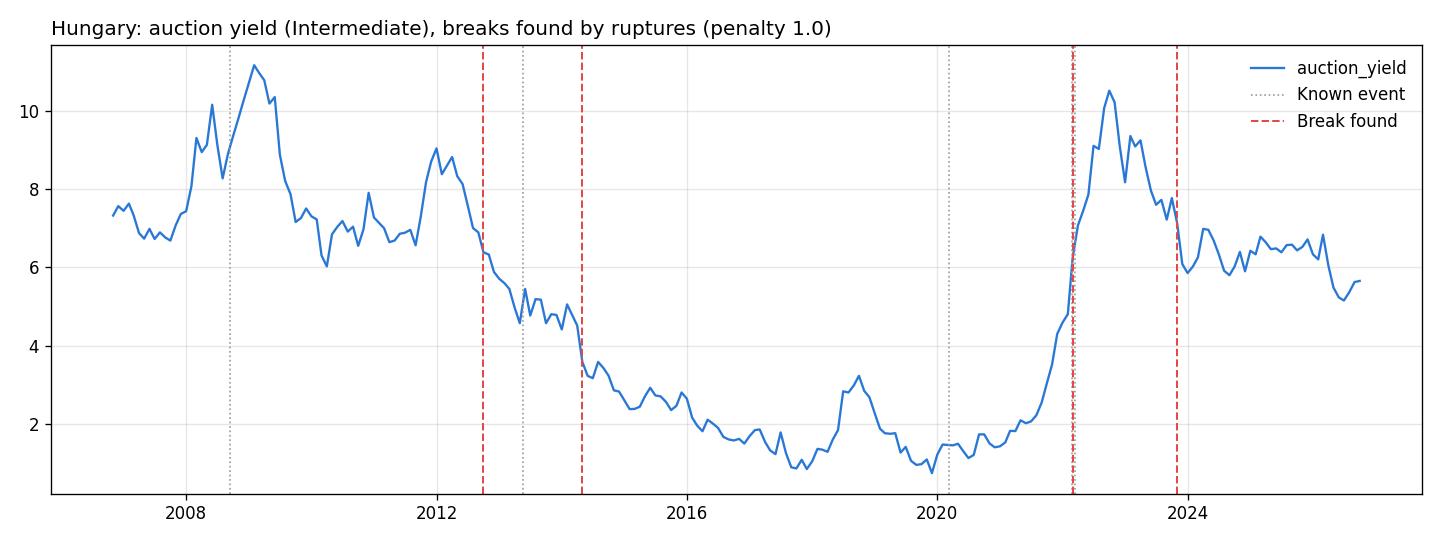 Hungary: auction yield (Intermediate), breaks found by ruptures (penalty 1.0)
auction_yield
Known event
Break found
10
8
6
4
2
2008
2012
2016
2020
2024